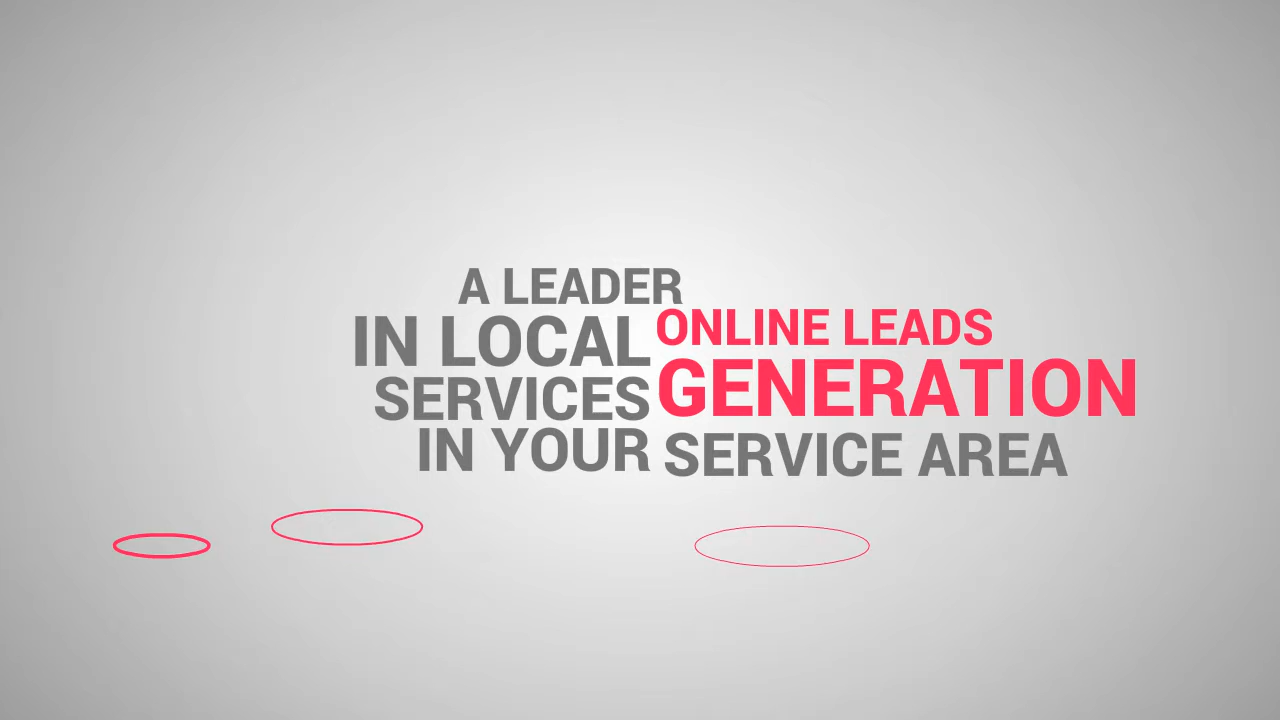 A LEADER
IN LOCAL
SERVICES
IN YOUR
ONLINE LEADS
GENERATION
SERVICE AREA